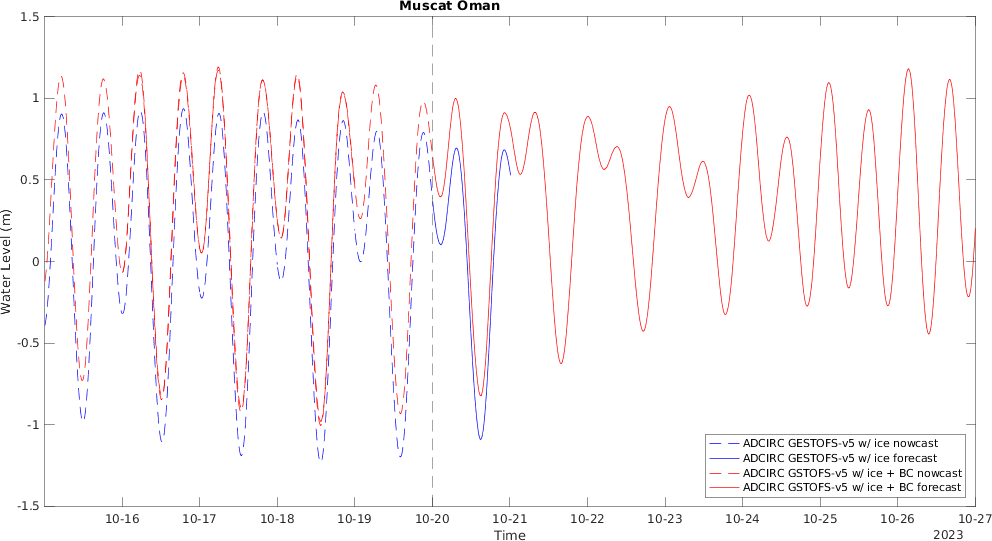 Muscat Oman
1.5
1
0.5
0
-0.5
-1
-1.5
Water Level (m)
10-16 10-17 10-18 10-19 10-20 10-21 10-22 10-23 10-24 10-25 10-26 10-27
Time
2023
ADCIRC GESTOFS-v5 w/ ice nowcast
ADCIRC GESTOFS-v5 w/ ice forecast
ADCIRC GSTOFS-v5 w/ ice + BC nowcast
ADCIRC GSTOFS-v5 w/ ice + BC forecast